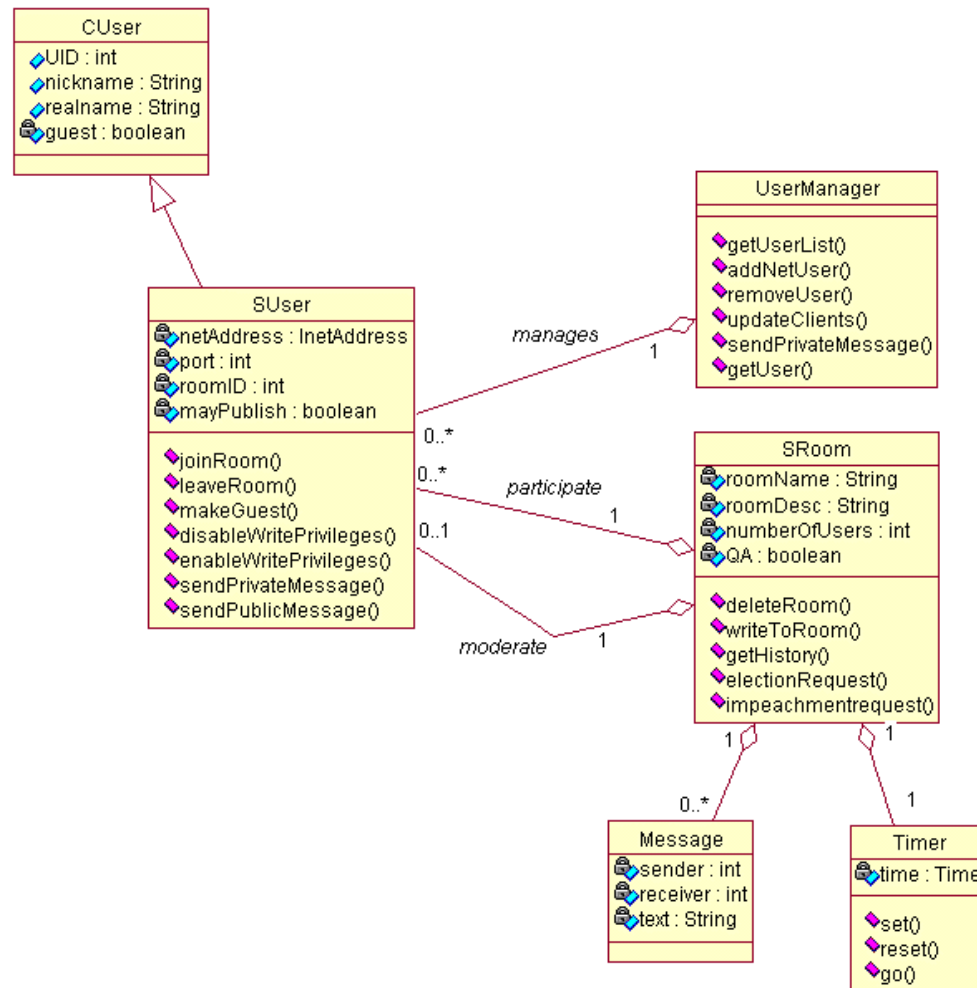 CUser
UID : int
nickname : String
realname : String
guest : boolean
UserManager
getUserList()
addNetUser()
removeUser()
updateClients()
sendPrivateMessage()
getUser()
SUser
netAddress : InetAddress
port : int
roomID : int
mayPublish : boolean
joinRoom()
leaveRoom()
makeGuest()
disableWritePrivileges()
enableWritePrivileges()
sendPrivateMessage()
sendPublicMessage()
manages
1
0..*
0..*
participate
1
0..1
moderate
1
SRoom
roomName : String
roomDesc : String
numberOfUsers : int
QA : boolean
deleteRoom()
writeToRoom()
getHistory()
electionRequest()
impeachmentrequest()
1
1
0..*
1
Message
sender : int
receiver : int
text : String
Timer
time : Time
set()
reset()
go()